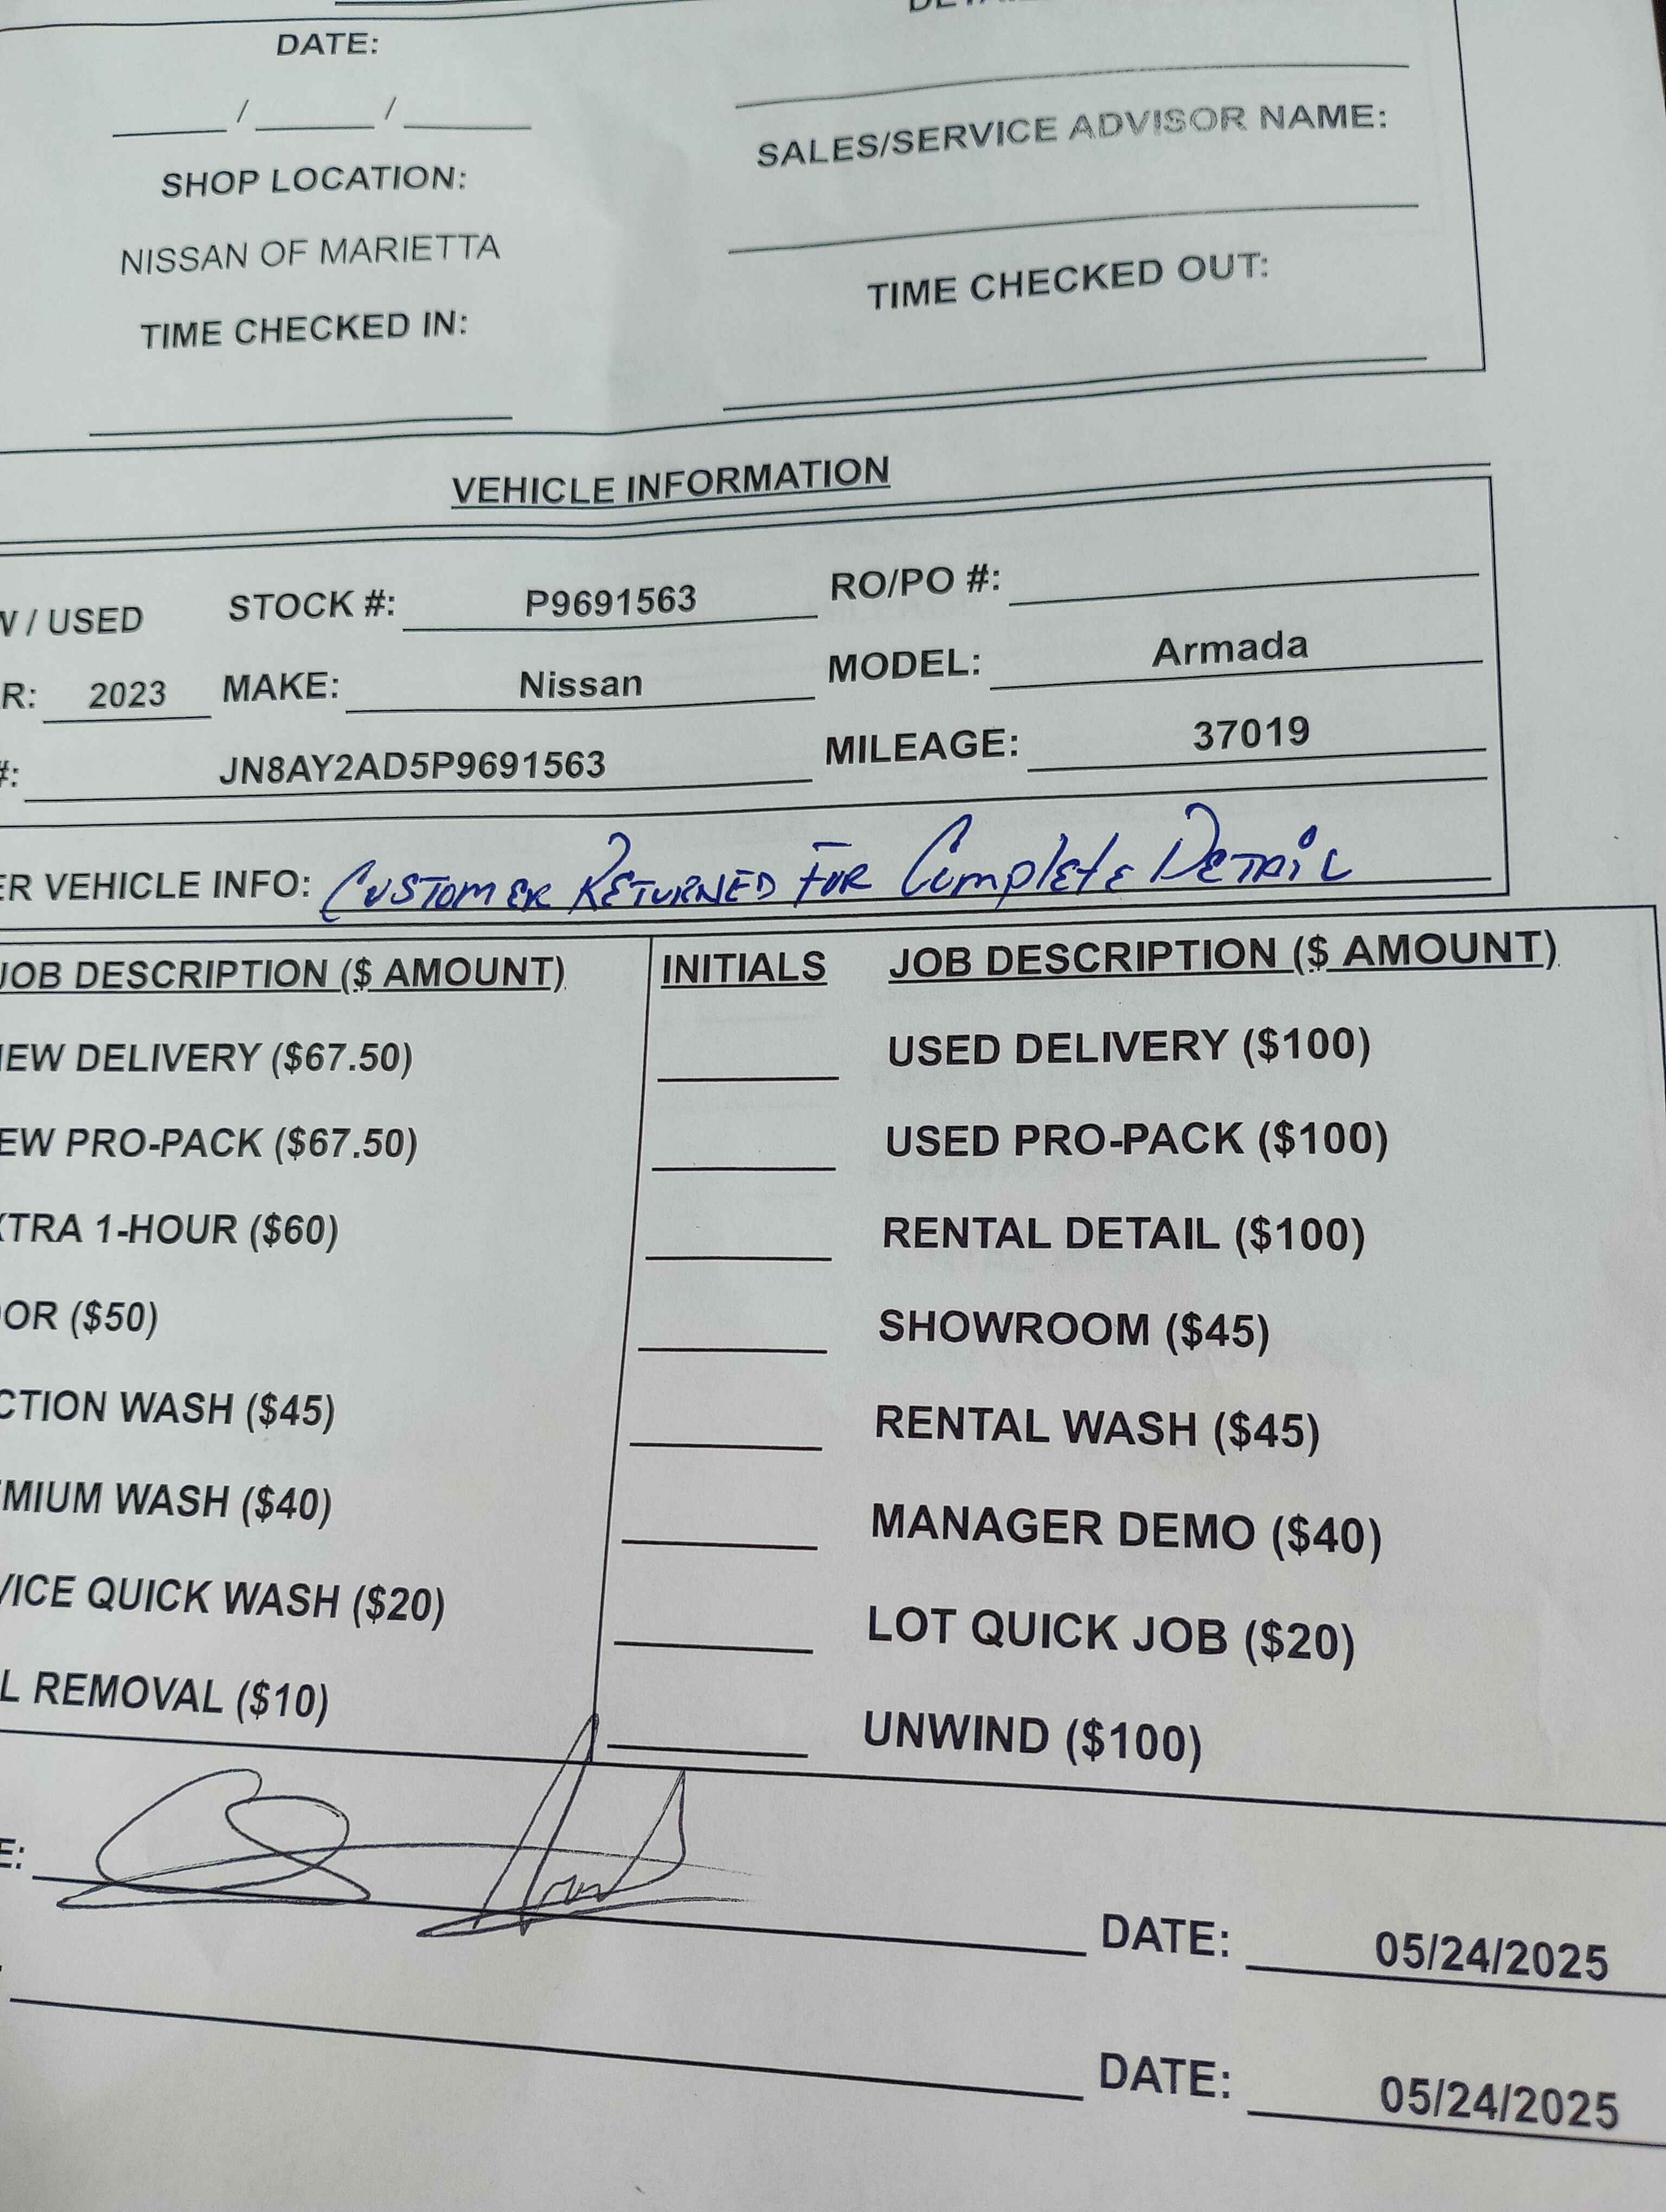 DATE:
/ /
SALES/SERVICE ADVISOR NAME:
SHOP LOCATION:
NISSAN OF MARIETTA
TIME CHECKED OUT:
TIME CHECKED IN:
VEHICLE INFORMATION
/ USED STOCK #: P9691563 RO/PO #:
R: 2023 MAKE: Nissan MODEL: Armada
#: JN8AY2AD5P9691563 MILEAGE: 37019
ER VEHICLE INFO: CUSTOMER RETURNED FOR Complete DETAIL
JOB DESCRIPTION ($ AMOUNT) INITIALS JOB DESCRIPTION ($ AMOUNT)
EW DELIVERY ($67.50) USED DELIVERY ($100)
EW PRO-PACK ($67.50) USED PRO-PACK ($100)
XTRA 1-HOUR ($60) RENTAL DETAIL ($100)
OR ($50) SHOWROOM ($45)
CTION WASH ($45) RENTAL WASH ($45)
MIUM WASH ($40) MANAGER DEMO ($40)
VICE QUICK WASH ($20) LOT QUICK JOB ($20)
L REMOVAL ($10) UNWIND ($100)
E: DATE: 05/24/2025
DATE: 05/24/2025